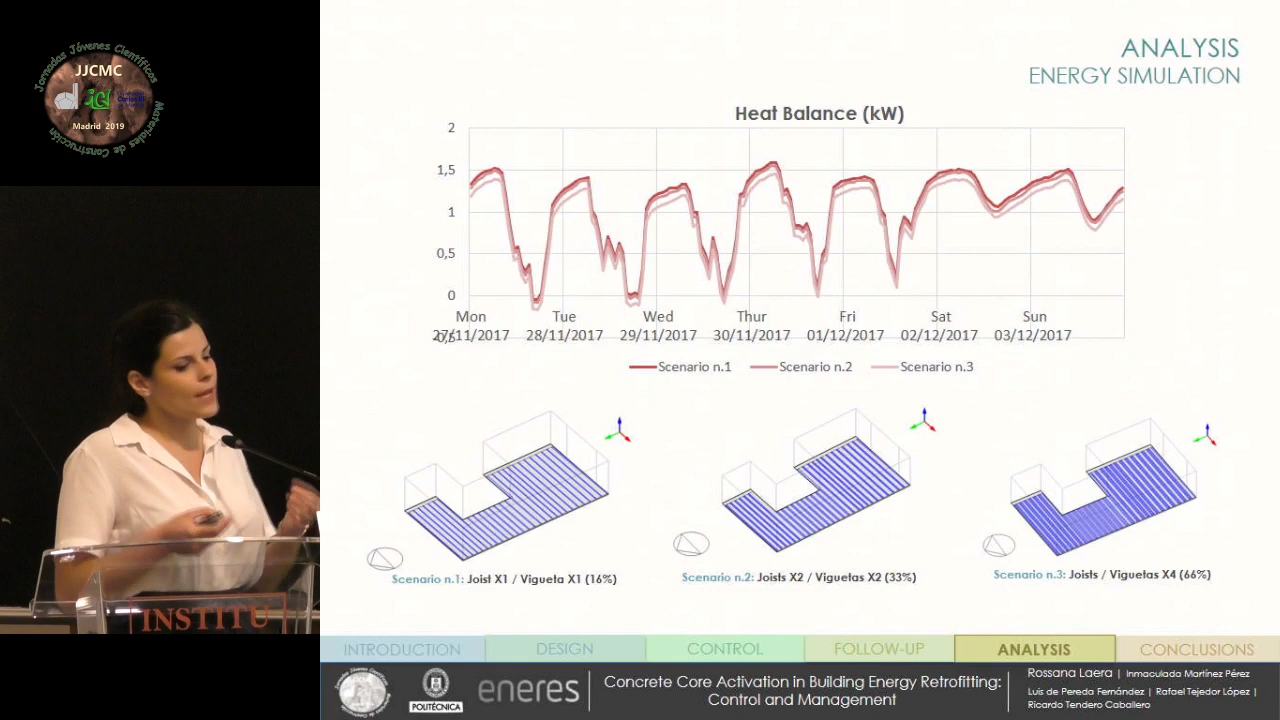 Jornadas Jóvenes Científicos
JJCMC
Madrid 2019
Materiales de Construcción
INSTITU
ANALYSIS
ENERGY SIMULATION
Heat Balance (kW)
2
1,5
1
0,5
0
0,5
Mon Tue Wed Thur Fri Sat Sun
27/11/2017 28/11/2017 29/11/2017 30/11/2017 01/12/2017 02/12/2017 03/12/2017
Scenario n.1 Scenario n.2 Scenario n.3
Scenario n.1: Joist X1 / Vigueta X1 (16%)
Scenario n.2: Joists X2 / Viguetas X2 (33%)
Scenario n.3: Joists / Viguetas X4 (66%)
INTRODUCTION DESIGN CONTROL FOLLOW-UP ANALYSIS CONCLUSIONS
JJCMC
POLITÉCNICA
eneres
Concrete Core Activation in Building Energy Retrofitting:
Control and Management
Rossana Laera | Inmaculada Martínez Pérez
Luis de Pereda Fernández | Rafael Tejedor López |
Ricardo Tendero Caballero